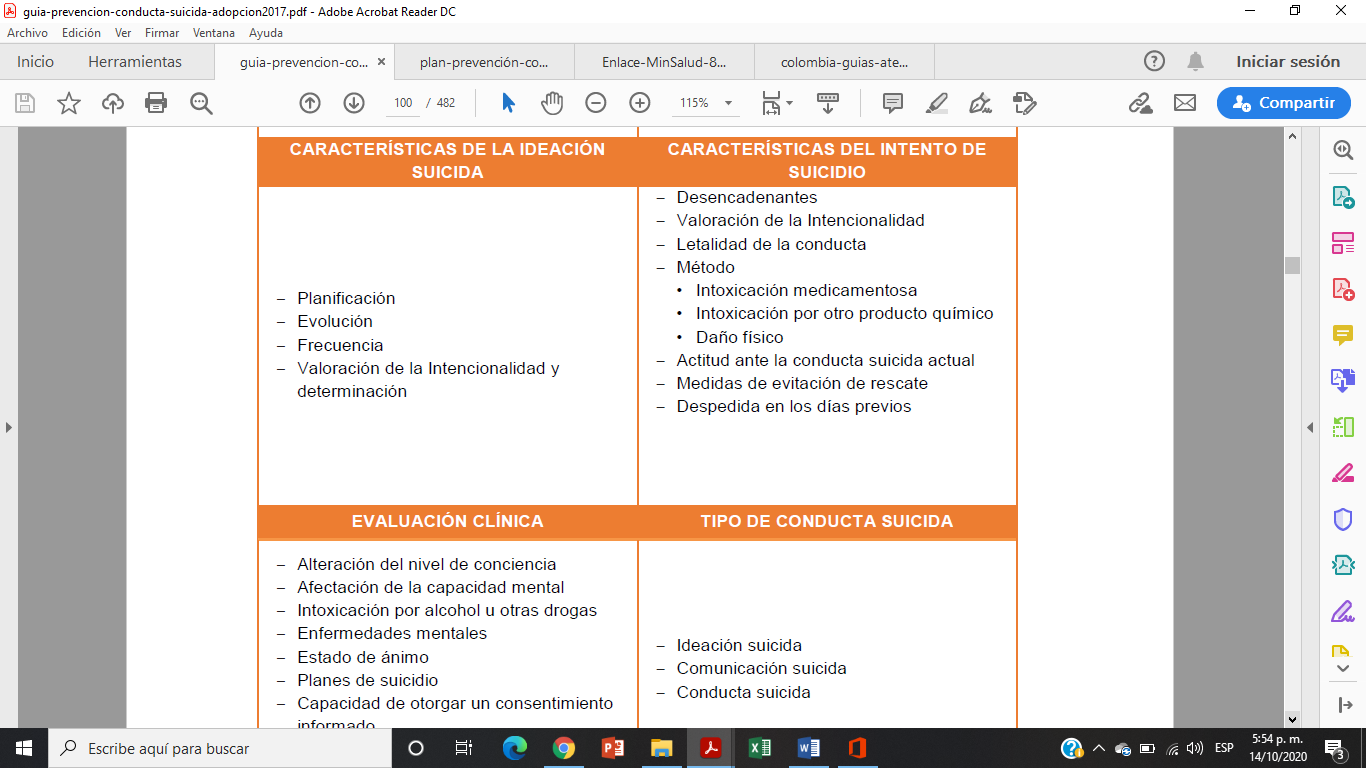 guia-prevencion-conducta-suicida-adopcion2017.pdf - Adobe Acrobat Reader DC
Archivo Edición Ver Firmar Ventana Ayuda
Inicio Herramientas guia-prevencion-co... × plan-prevención-co... Enlace-MinSalud-8... colombia-guias-ate... Iniciar sesión
100 / 482 115% Compartir
CARACTERÍSTICAS DE LA IDEACIÓN
SUICIDA
– Planificación
– Evolución
– Frecuencia
– Valoración de la Intencionalidad y
determinación
CARACTERÍSTICAS DEL INTENTO DE
SUICIDIO
– Desencadenantes
– Valoración de la Intencionalidad
– Letalidad de la conducta
– Método
• Intoxicación medicamentosa
• Intoxicación por otro producto químico
• Daño físico
– Actitud ante la conducta suicida actual
– Medidas de evitación de rescate
– Despedida en los días previos
EVALUACIÓN CLÍNICA
– Alteración del nivel de conciencia
– Afectación de la capacidad mental
– Intoxicación por alcohol u otras drogas
– Enfermedades mentales
– Estado de ánimo
– Planes de suicidio
– Capacidad de otorgar un consentimiento
informado
TIPO DE CONDUCTA SUICIDA
– Ideación suicida
– Comunicación suicida
– Conducta suicida
Escribe aquí para buscar
ESP
5:54 p. m.
14/10/2020
3